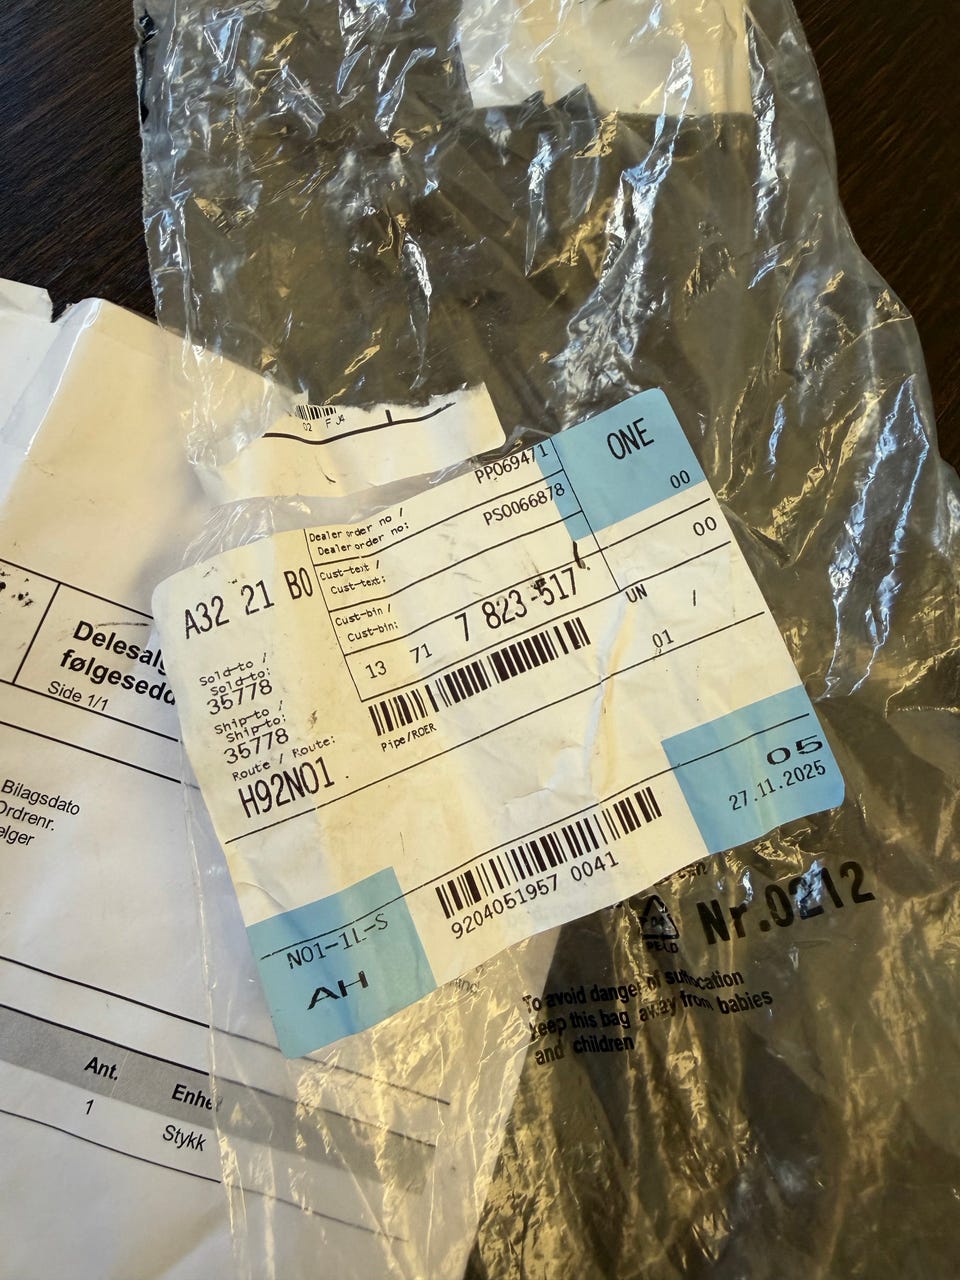 02 F J4
ONE
PP069471
00
Dealer order no /
Dealer order no:
PS0066878
00
A32 21 B0
Cust-text /
Cust-text:
Cust-bin /
Cust-bin:
13 71 7 823-517
UN /
01
Sold-to /
Sold-to:
35778
Ship-to /
Ship-to:
35778
Pipe/ROER
Route / Route:
H92N01
05
27.11.2025
9204051957 0041
N01-1L-S
AH
Side 1/1
Bilagsdato
Ordrenr.
Ant.
1
Stykk
Nr.0212
PE-LD
To avoid danger of suffocation
keep this bag away from babies
and children